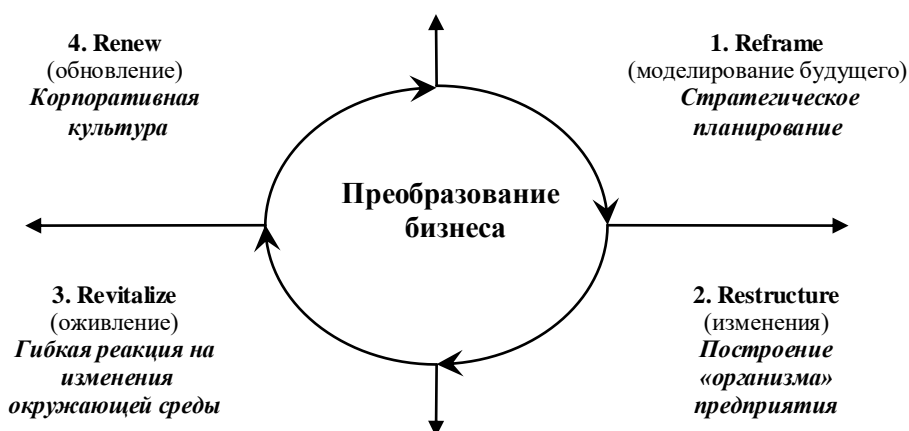 4. Renew
(обновление)
Корпоративная
культура
1. Reframe
(моделирование будущего)
Стратегическое
планирование
Преобразование
бизнеса
3. Revitalize
(оживление)
Гибкая реакция на
изменения
окружающей среды
2. Restructure
(изменения)
Построение
«организма»
предприятия